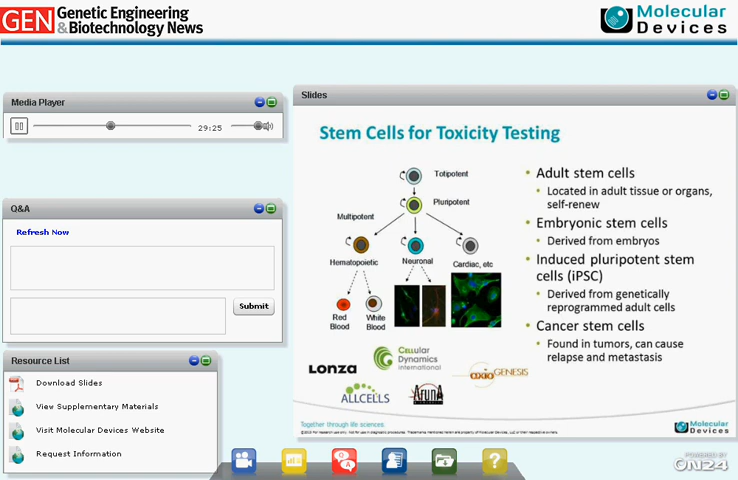 GEN Genetic Engineering
&Biotechnology News
Molecular
Devices
Media Player
29:25
Q&A
Refresh Now
Submit
Resource List
Download Slides
View Supplementary Materials
Visit Molecular Devices Website
Request Information
Slides
Stem Cells for Toxicity Testing
Totipotent
Pluripotent
Multipotent
Hematopoietic
Neuronal
Cardiac, etc
Red
Blood
White
Blood
• Adult stem cells
• Located in adult tissue or organs,
self-renew
• Embryonic stem cells
• Derived from embryos
• Induced pluripotent stem
cells (iPSC)
• Derived from genetically
reprogrammed adult cells
• Cancer stem cells
• Found in tumors, can cause
relapse and metastasis
Lonza
Cellular
Dynamics
international
GENESIS
ALLCELLS
ArunA
Together through life sciences.
Molecular
Devices
Q
A
?
POWERED BY
ON24